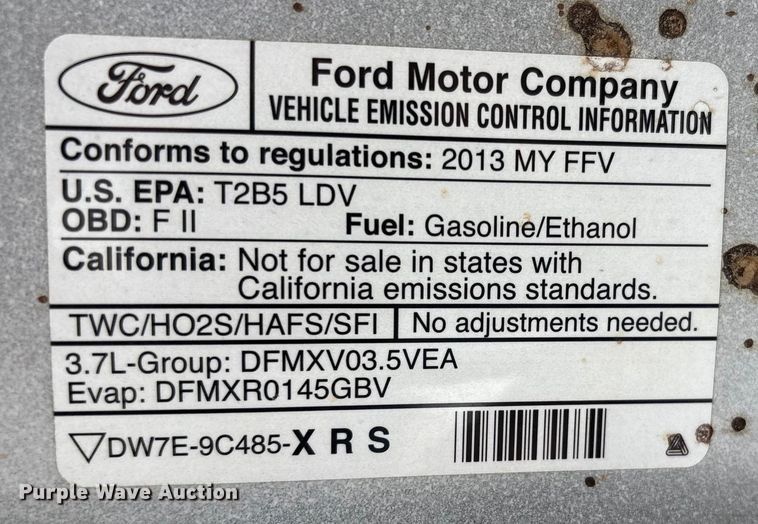 Ford
Ford Motor Company
VEHICLE EMISSION CONTROL INFORMATION
Conforms to regulations: 2013 MY FFV
U.S. EPA: T2B5 LDV
OBD: F II Fuel: Gasoline/Ethanol
California: Not for sale in states with
California emissions standards.
TWC/HO2S/HAFS/SFI No adjustments needed.
3.7L-Group: DFMXV03.5VEA
Evap: DFMXR0145GBV
DW7E-9C485-X R S
Purple Wave Auction